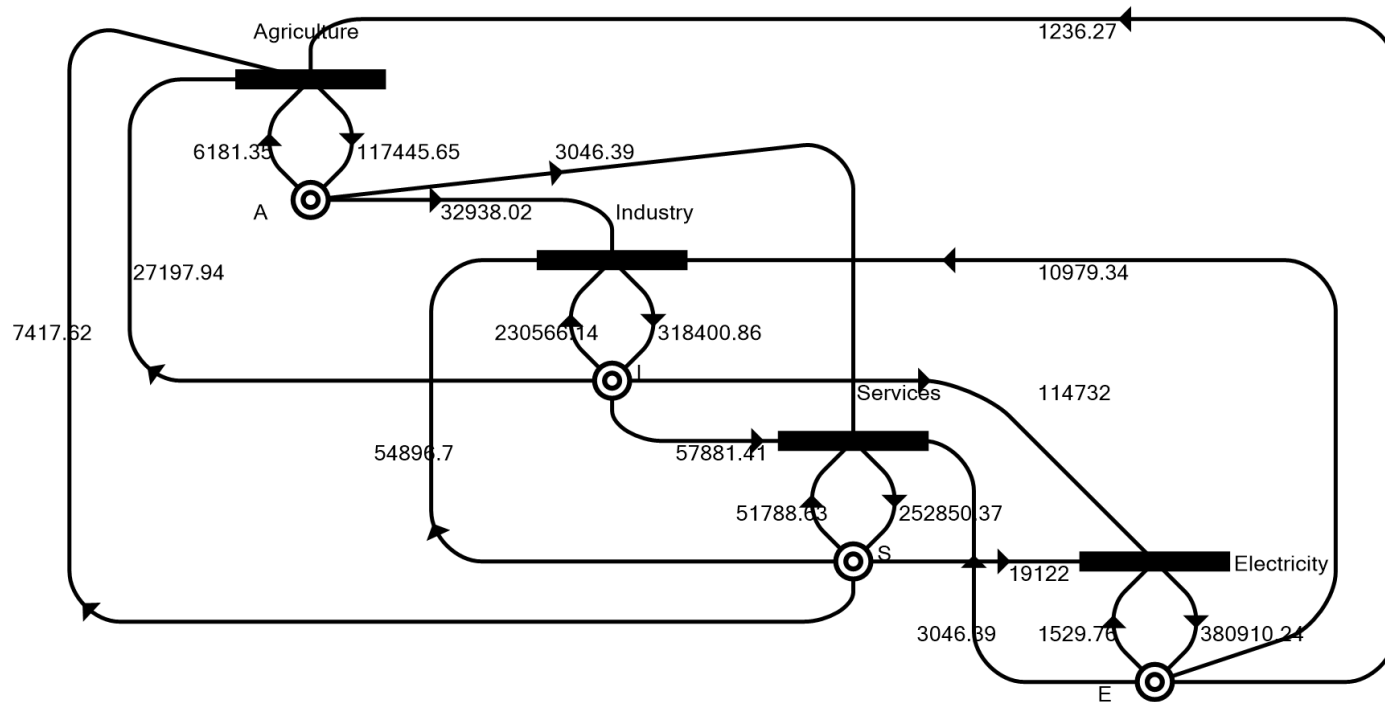 1236.27
Agriculture
6181.35
117445.65
3046.39
A
32938.02
Industry
27197.94
10979.34
7417.62
230566.14
318400.86
I
Services
114732
54896.7
57881.41
51788.63
252850.37
S
19122
Electricity
3046.39
1529.76
380910.24
E